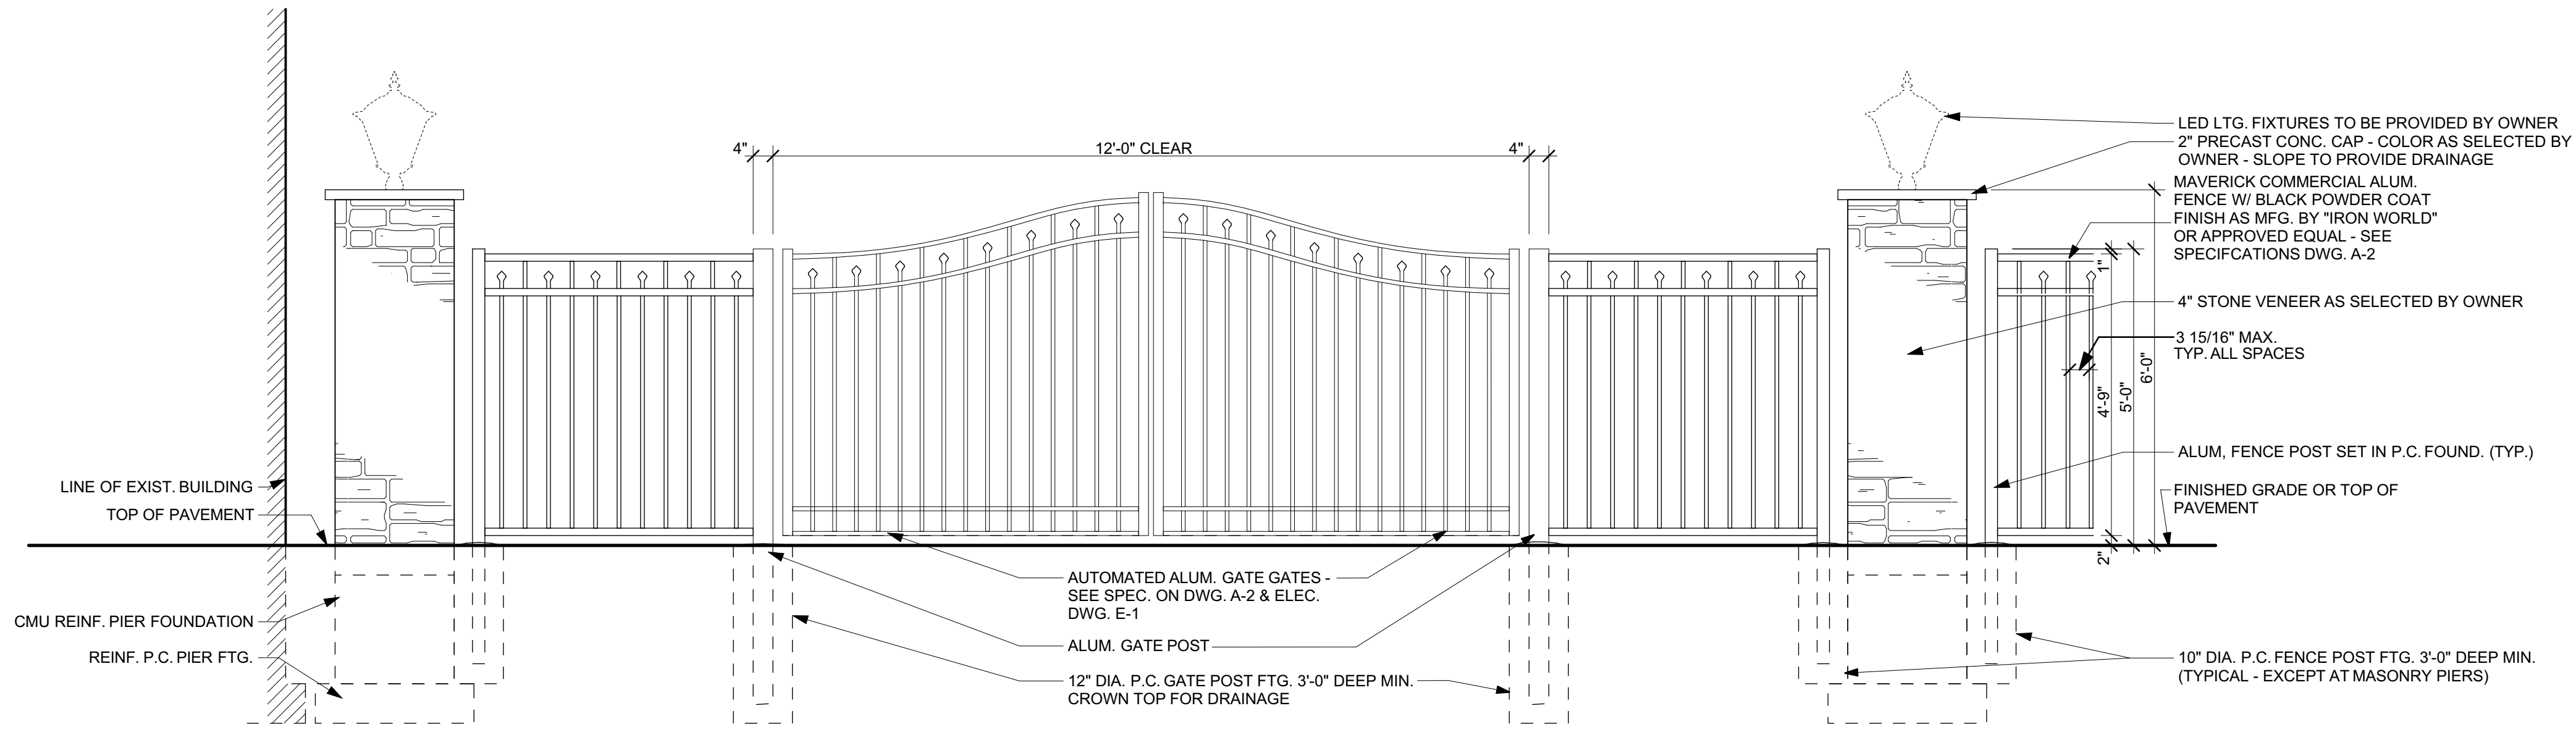 4"
12'-0" CLEAR
4"
LED LTG. FIXTURES TO BE PROVIDED BY OWNER
2" PRECAST CONC. CAP - COLOR AS SELECTED BY
OWNER - SLOPE TO PROVIDE DRAINAGE
MAVERICK COMMERCIAL ALUM.
FENCE W/ BLACK POWDER COAT
FINISH AS MFG. BY "IRON WORLD"
OR APPROVED EQUAL - SEE
SPECIFCATIONS DWG. A-2
1"
4" STONE VENEER AS SELECTED BY OWNER
3 15/16" MAX.
TYP. ALL SPACES
4'-9"
5'-0"
6'-0"
ALUM, FENCE POST SET IN P.C. FOUND. (TYP.)
FINISHED GRADE OR TOP OF
PAVEMENT
2"
LINE OF EXIST. BUILDING
TOP OF PAVEMENT
CMU REINF. PIER FOUNDATION
REINF. P.C. PIER FTG.
AUTOMATED ALUM. GATE GATES -
SEE SPEC. ON DWG. A-2 & ELEC.
DWG. E-1
ALUM. GATE POST
12" DIA. P.C. GATE POST FTG. 3'-0" DEEP MIN.
CROWN TOP FOR DRAINAGE
10" DIA. P.C. FENCE POST FTG. 3'-0" DEEP MIN.
(TYPICAL - EXCEPT AT MASONRY PIERS)